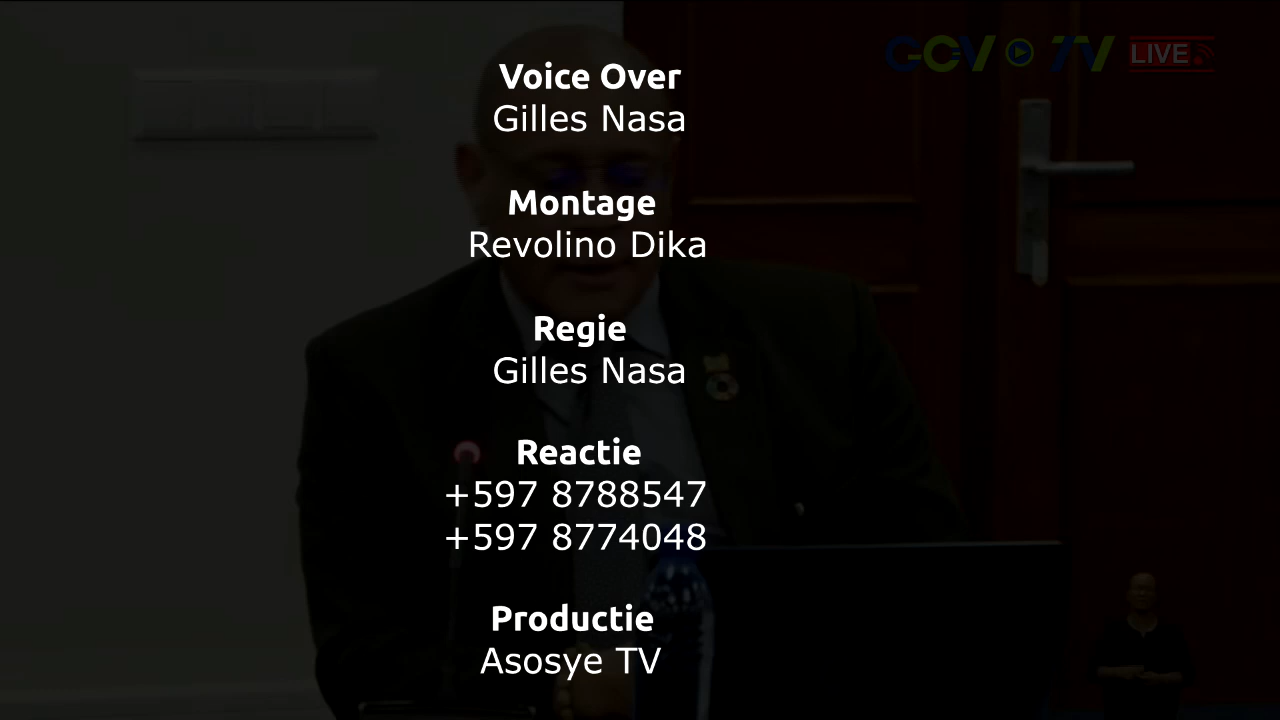 GCV TV LIVE
Voice Over
Gilles Nasa
Montage
Revolino Dika
Regie
Gilles Nasa
Reactie
+597 8788547
+597 8774048
Productie
Asosye TV